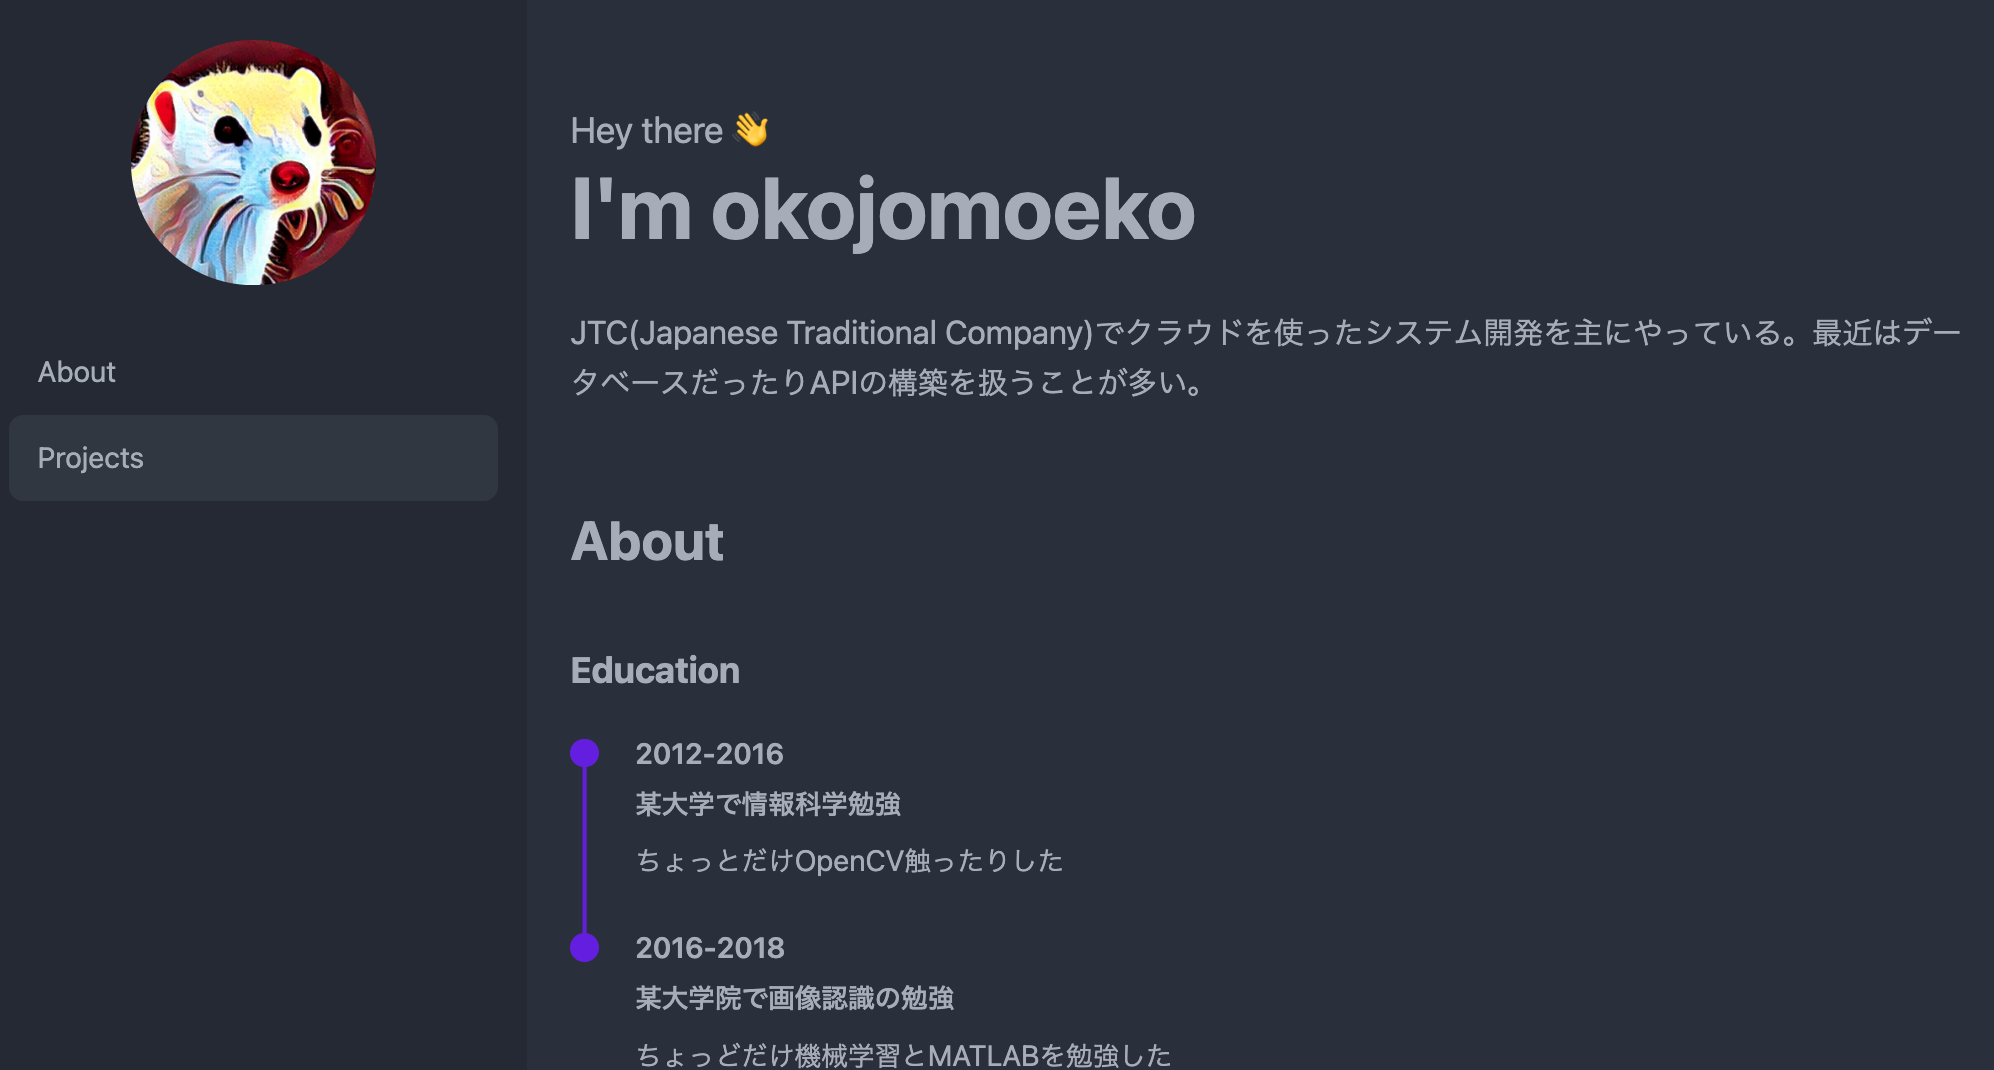 About
Projects
Hey there 👋
I'm okojomoeko
JTC(Japanese Traditional Company)でクラウドを使ったシステム開発を主にやっている。最近はデー
タベースだったりAPIの構築を扱うことが多い。
About
Education
2012-2016
某大学で情報科学勉強
ちょっとだけOpenCV触ったりした
2016-2018
某大学院で画像認識の勉強
ちょっどだけ機械学習とMATLABを勉強した